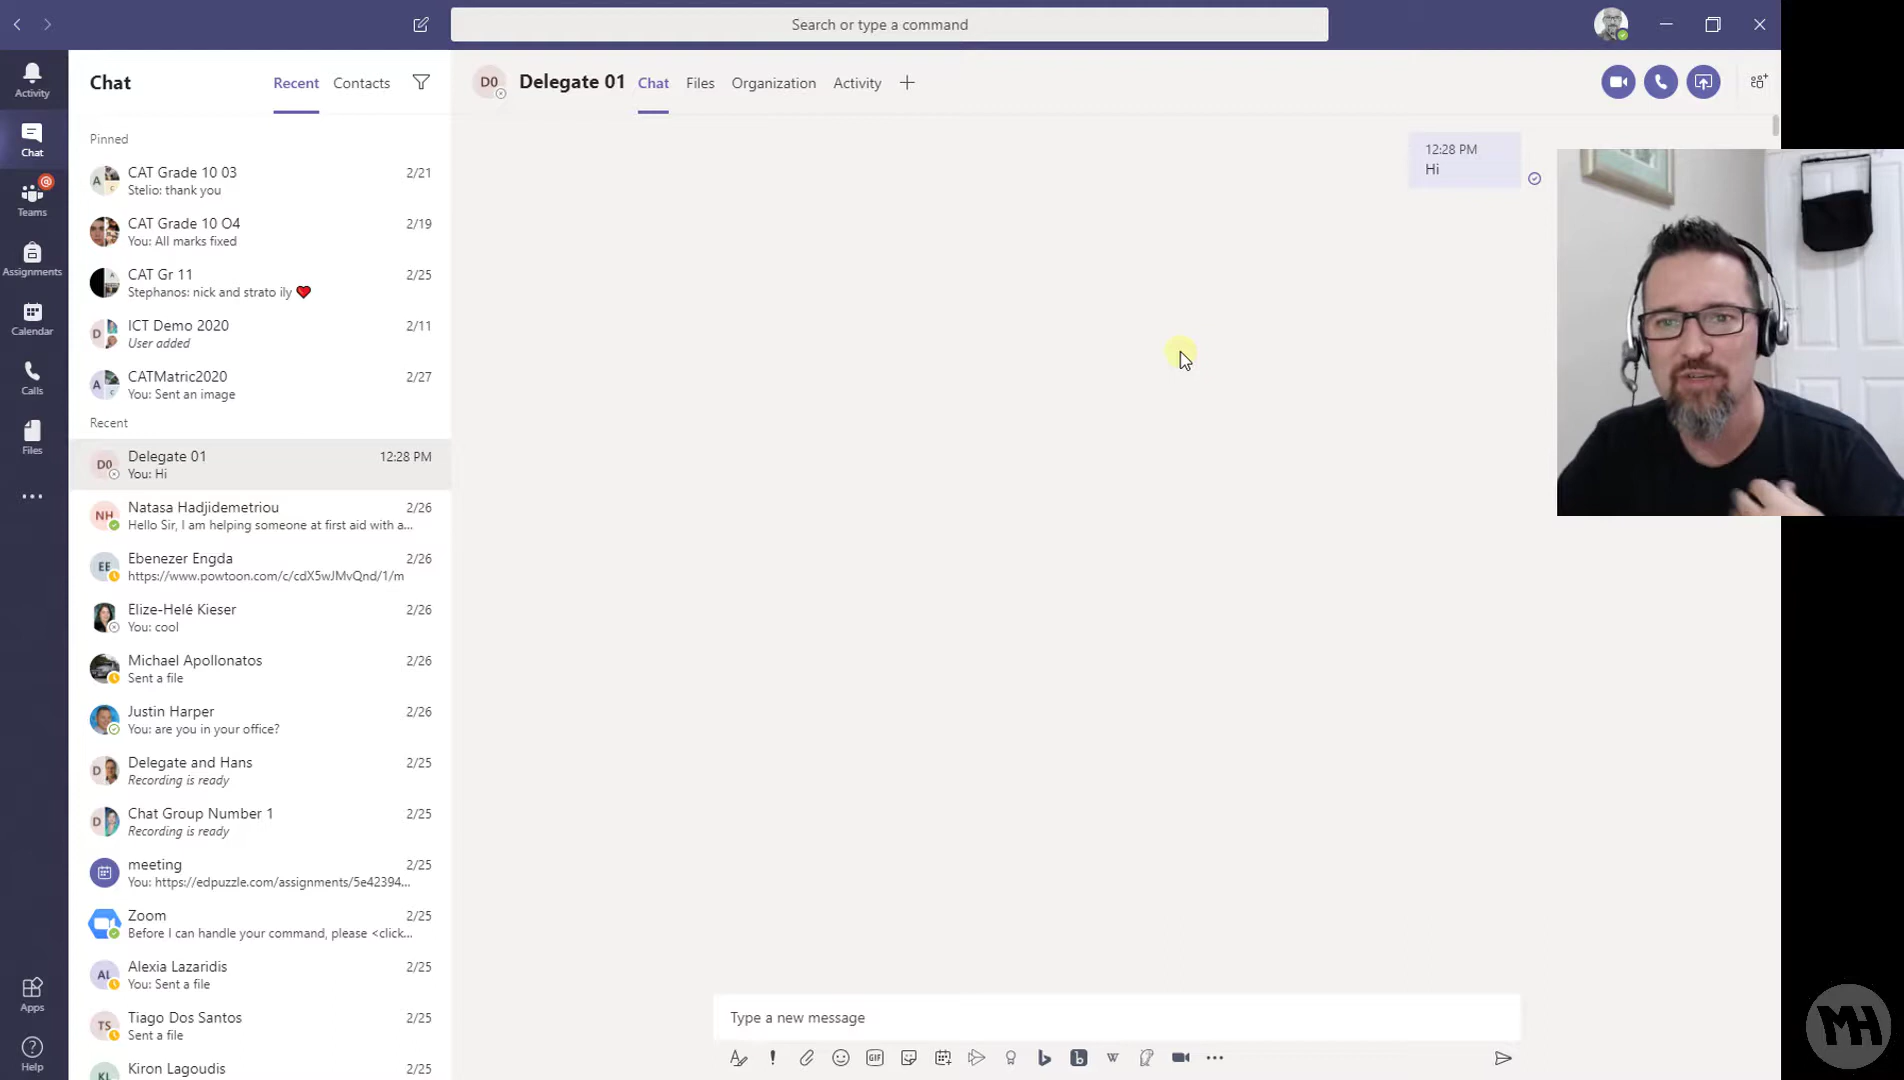 Search or type a command
Activity
Chat
Teams
Assignments
Calendar
Calls
Files
Apps
Help
Chat
Recent
Contacts
Pinned
CAT Grade 10 03
2/21
Stelio: thank you
CAT Grade 10 O4
2/19
You: All marks fixed
CAT Gr 11
2/25
Stephanos: nick and strato ily ❤
ICT Demo 2020
2/11
User added
CATMatric2020
2/27
You: Sent an image
Recent
D0
Delegate 01
12:28 PM
You: Hi
NH
Natasa Hadjidemetriou
2/26
Hello Sir, I am helping someone at first aid with a...
EE
Ebenezer Engda
2/26
https://www.powtoon.com/c/cdX5wJMvQnd/1/m
Elize-Helé Kieser
2/26
You: cool
Michael Apollonatos
2/26
Sent a file
Justin Harper
2/26
You: are you in your office?
D
Delegate and Hans
2/25
Recording is ready
D
Chat Group Number 1
2/25
Recording is ready
meeting
2/25
You: https://edpuzzle.com/assignments/5e42394...
Zoom
2/25
Before I can handle your command, please <click...
AL
Alexia Lazaridis
2/25
You: Sent a file
TS
Tiago Dos Santos
2/25
Sent a file
KL
Kiron Lagoudis
2/25
D0
Delegate 01
Chat
Files
Organization
Activity
12:28 PM
Hi
Type a new message
GIF
MH